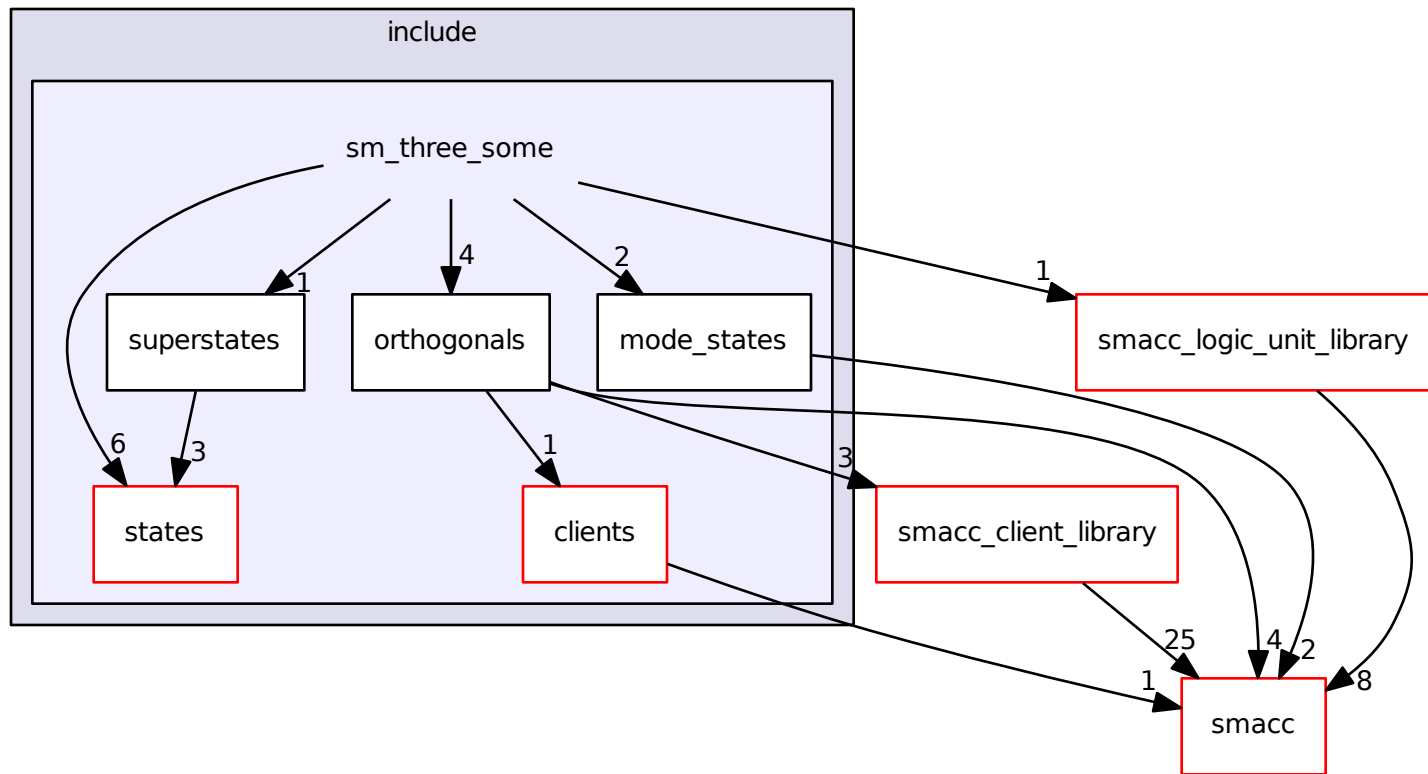 include
sm_three_some
1
4
2
1
superstates
orthogonals
mode_states
smacc_logic_unit_library
6
3
1
3
states
clients
smacc_client_library
25
4
2
1
8
smacc